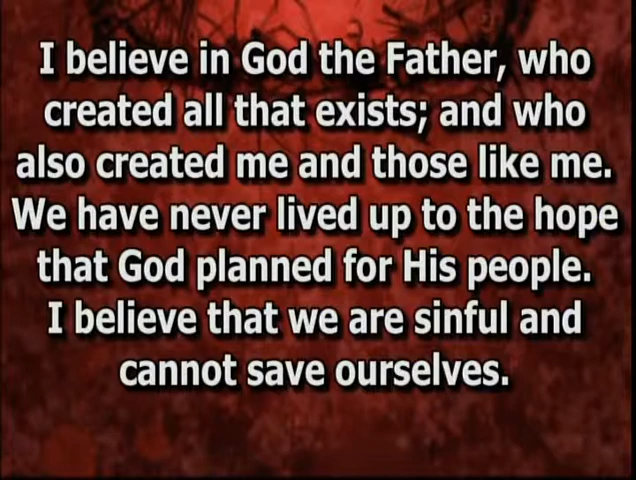 I believe in God the Father, who
created all that exists; and who
also created me and those like me.
We have never lived up to the hope
that God planned for His people.
I believe that we are sinful and
cannot save ourselves.